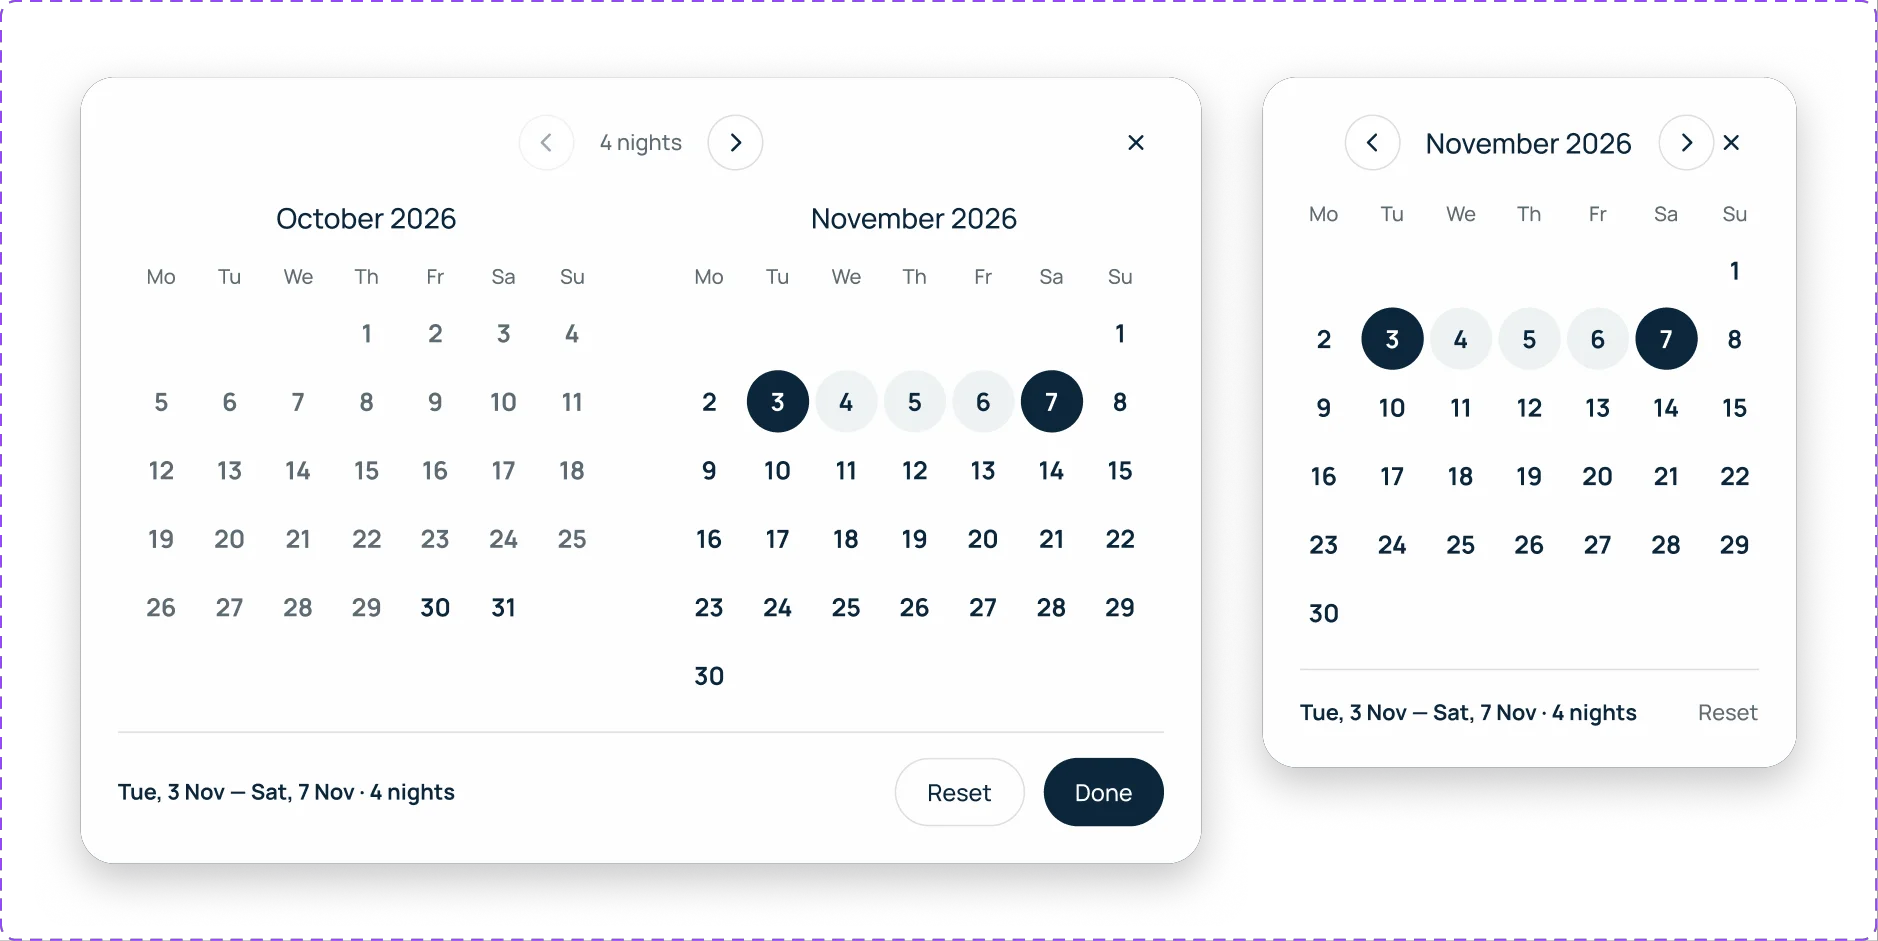 4 nights
October 2026
Mo Tu We Th Fr Sa Su
1 2 3 4
5 6 7 8 9 10 11
12 13 14 15 16 17 18
19 20 21 22 23 24 25
26 27 28 29 30 31
November 2026
Mo Tu We Th Fr Sa Su
1
2 3 4 5 6 7 8
9 10 11 12 13 14 15
16 17 18 19 20 21 22
23 24 25 26 27 28 29
30
Tue, 3 Nov — Sat, 7 Nov · 4 nights
Reset
Done
November 2026
Mo Tu We Th Fr Sa Su
1
2 3 4 5 6 7 8
9 10 11 12 13 14 15
16 17 18 19 20 21 22
23 24 25 26 27 28 29
30
Tue, 3 Nov — Sat, 7 Nov · 4 nights
Reset